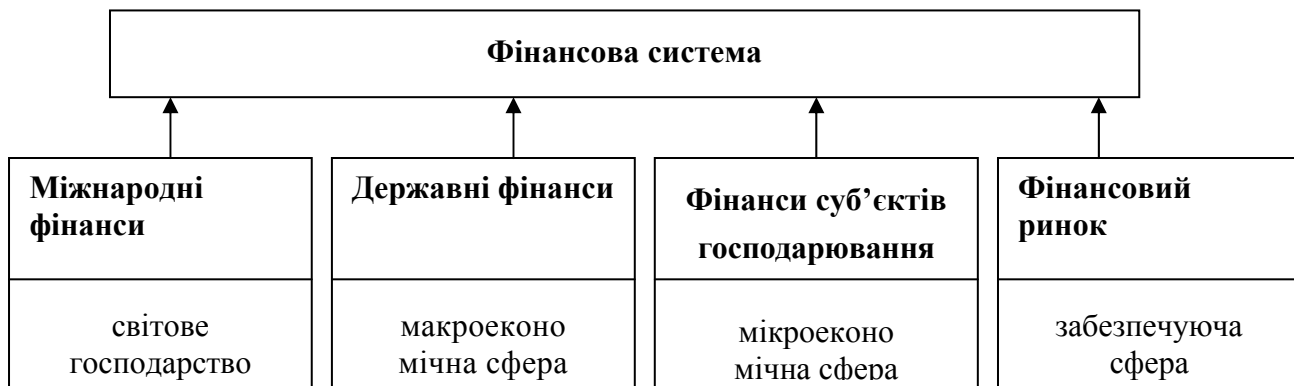 Фінансова система
Міжнародні
фінанси
світове
господарство
Державні фінанси
макроеконо
мічна сфера
Фінанси суб’єктів
господарювання
мікроеконо
мічна сфера
Фінансовий
ринок
забезпечуюча
сфера